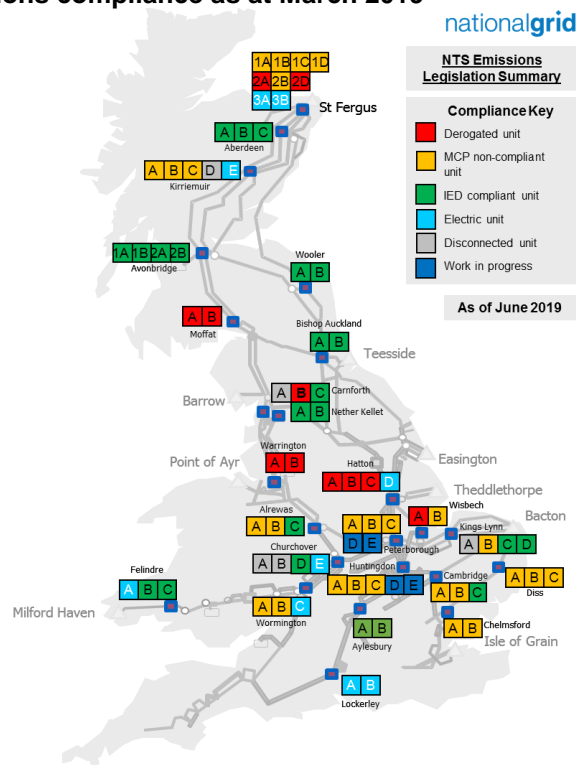 ions compliance as at March 2019
nationalgrid
NTS Emissions
Legislation Summary
Compliance Key
Derogated unit
MCP non-compliant
unit
IED compliant unit
Electric unit
Disconnected unit
Work in progress
As of June 2019
1A 1B 1C 1D
2A 2B 2D
3A 3B
St Fergus
A B C
Aberdeen
A B C D E
Kirriemuir
1A 1B 2A 2B
Avonbridge
Wooler
A B
A B
Moffat
Bishop Auckland
A B
Teesside
A B C Carnforth
A B Nether Kellet
Barrow
Warrington
A B
Point of Ayr
Hatton
A B C D
Easington
Theddlethorpe
Wisbech
A B
Bacton
Kings Lynn
A B C D
Alrewas
A B C
A B C
D E
Peterborough
Churchover
A B D E
Huntingdon
A B C D E
Cambridge
A B C
A B C
Diss
Felindre
A B C
Milford Haven
A B C
Wormington
A B
Aylesbury
A B Chelmsford
Isle of Grain
A B
Lockerley